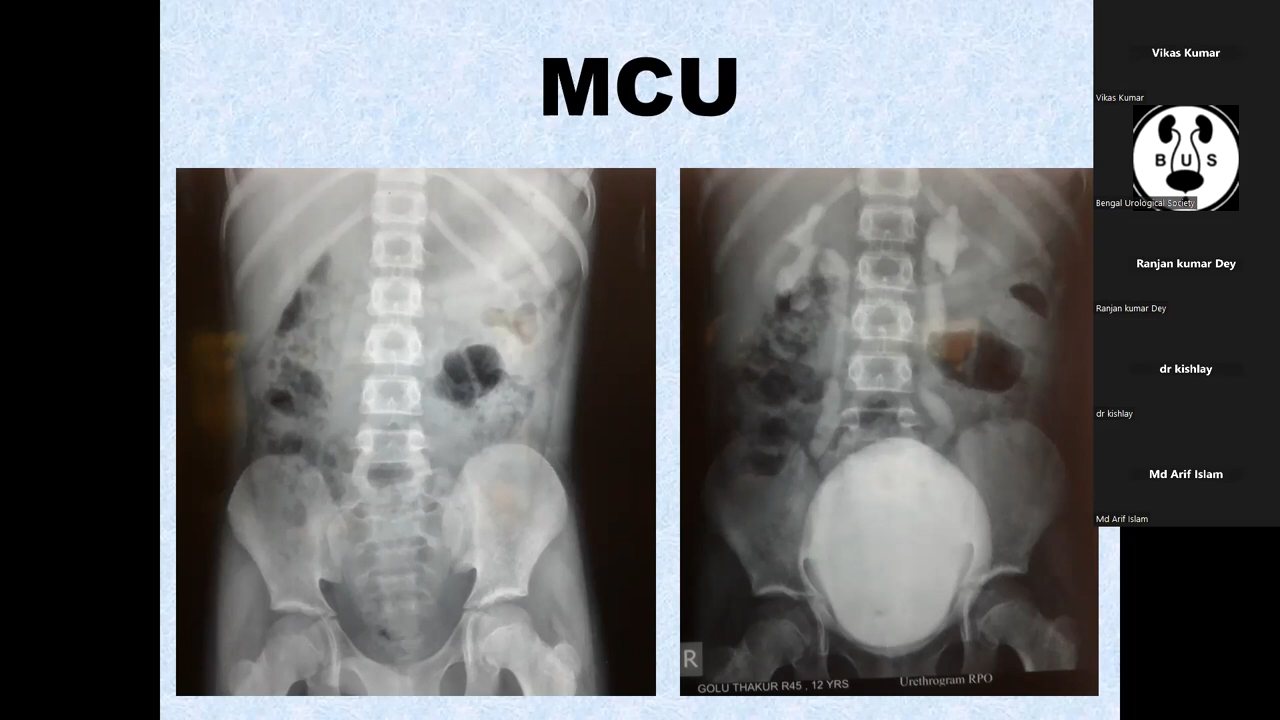 MCU
R
GOLU THAKUR R45 , 12 YRS
Urethrogram RPO
Vikas Kumar
Vikas Kumar
B U S
Bengal Urological Society
Ranjan kumar Dey
Ranjan kumar Dey
dr kishlay
dr kishlay
Md Arif Islam
Md Arif Islam